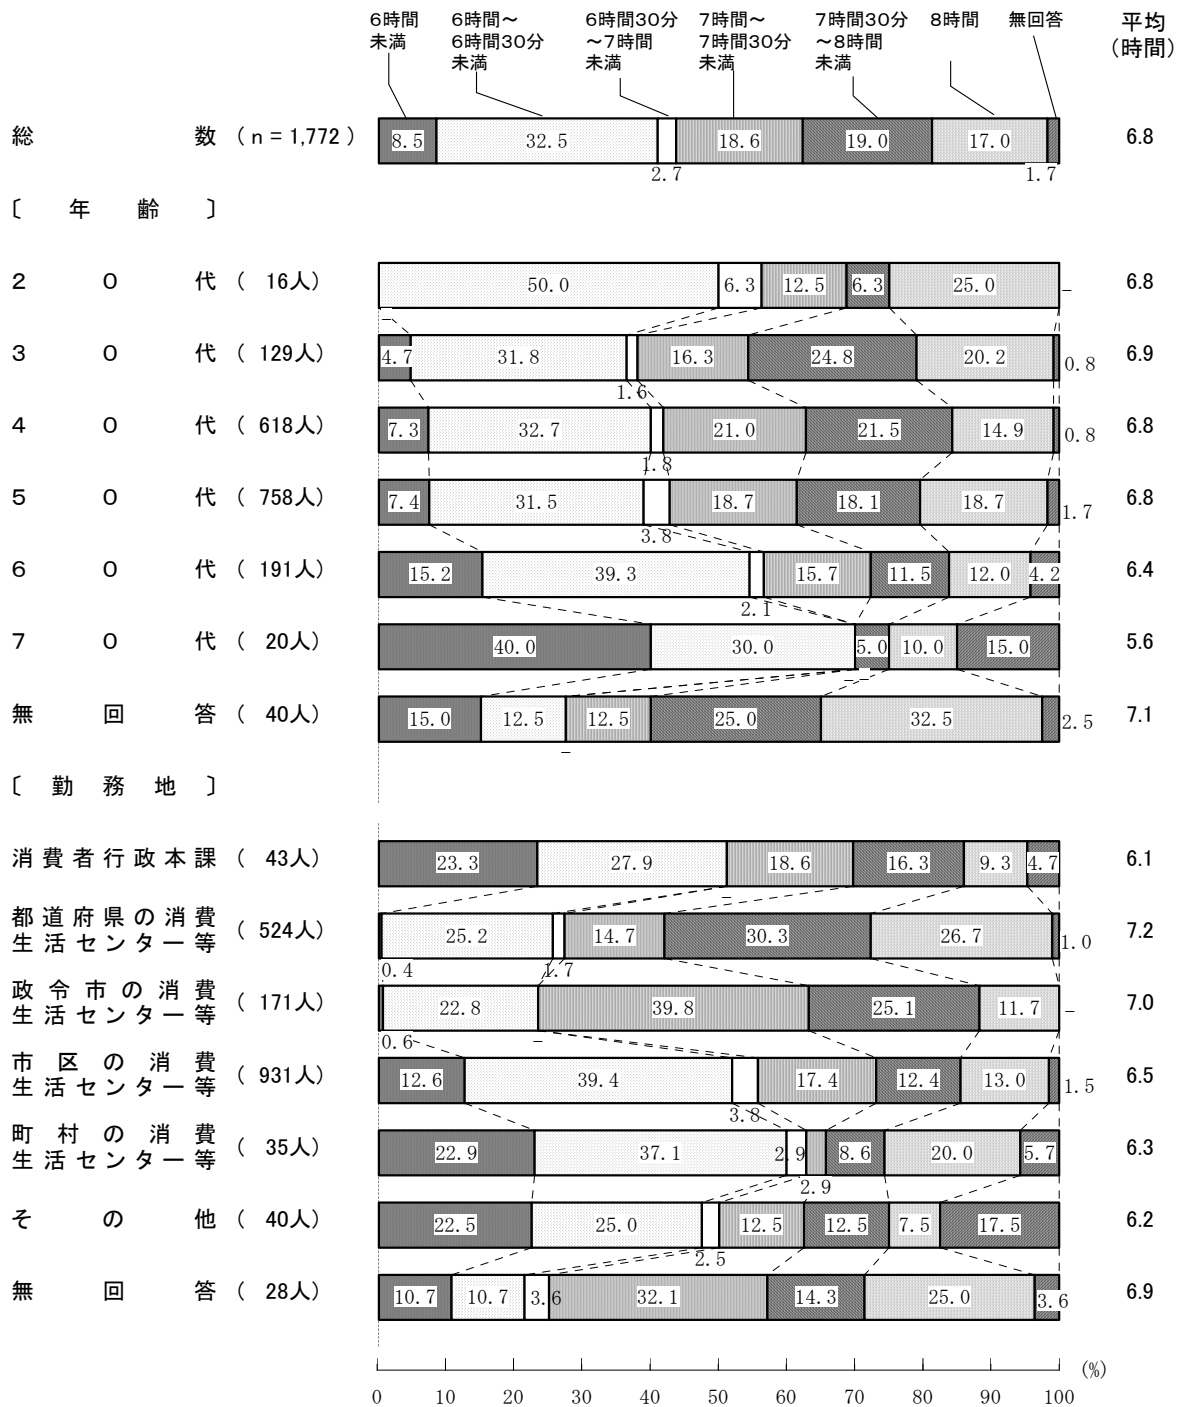 6時間
未満
6時間～
6時間30分
未満
6時間30分
～7時間
未満
7時間～
7時間30分
未満
7時間30分
～8時間
未満
8時間
無回答
平均
(時間)
総数 ( n = 1,772 ) 8.5 32.5 2.7 18.6 19.0 17.0 1.7 6.8
〔年齢〕
２０代 ( 16人) － 50.0 6.3 12.5 6.3 25.0 － 6.8
３０代 ( 129人) 4.7 31.8 1.6 16.3 24.8 20.2 0.8 6.9
４０代 ( 618人) 7.3 32.7 1.8 21.0 21.5 14.9 0.8 6.8
５０代 ( 758人) 7.4 31.5 3.8 18.7 18.1 18.7 1.7 6.8
６０代 ( 191人) 15.2 39.3 2.1 15.7 11.5 12.0 4.2 6.4
７０代 ( 20人) 40.0 30.0 － － 5.0 10.0 15.0 5.6
無回答 ( 40人) 15.0 12.5 － 12.5 25.0 32.5 2.5 7.1
〔勤務地〕
消費者行政本課 ( 43人) 23.3 27.9 － 18.6 16.3 9.3 4.7 6.1
都道府県の消費
生活センター等 ( 524人) 0.4 25.2 1.7 14.7 30.3 26.7 1.0 7.2
政令市の消費
生活センター等 ( 171人) 0.6 22.8 － 39.8 25.1 11.7 － 7.0
市区の消費
生活センター等 ( 931人) 12.6 39.4 3.8 17.4 12.4 13.0 1.5 6.5
町村の消費
生活センター等 ( 35人) 22.9 37.1 2.9 2.9 8.6 20.0 5.7 6.3
その他 ( 40人) 22.5 25.0 2.5 12.5 12.5 7.5 17.5 6.2
無回答 ( 28人) 10.7 10.7 3.6 32.1 14.3 25.0 3.6 6.9
0 10 20 30 40 50 60 70 80 90 100 (%)